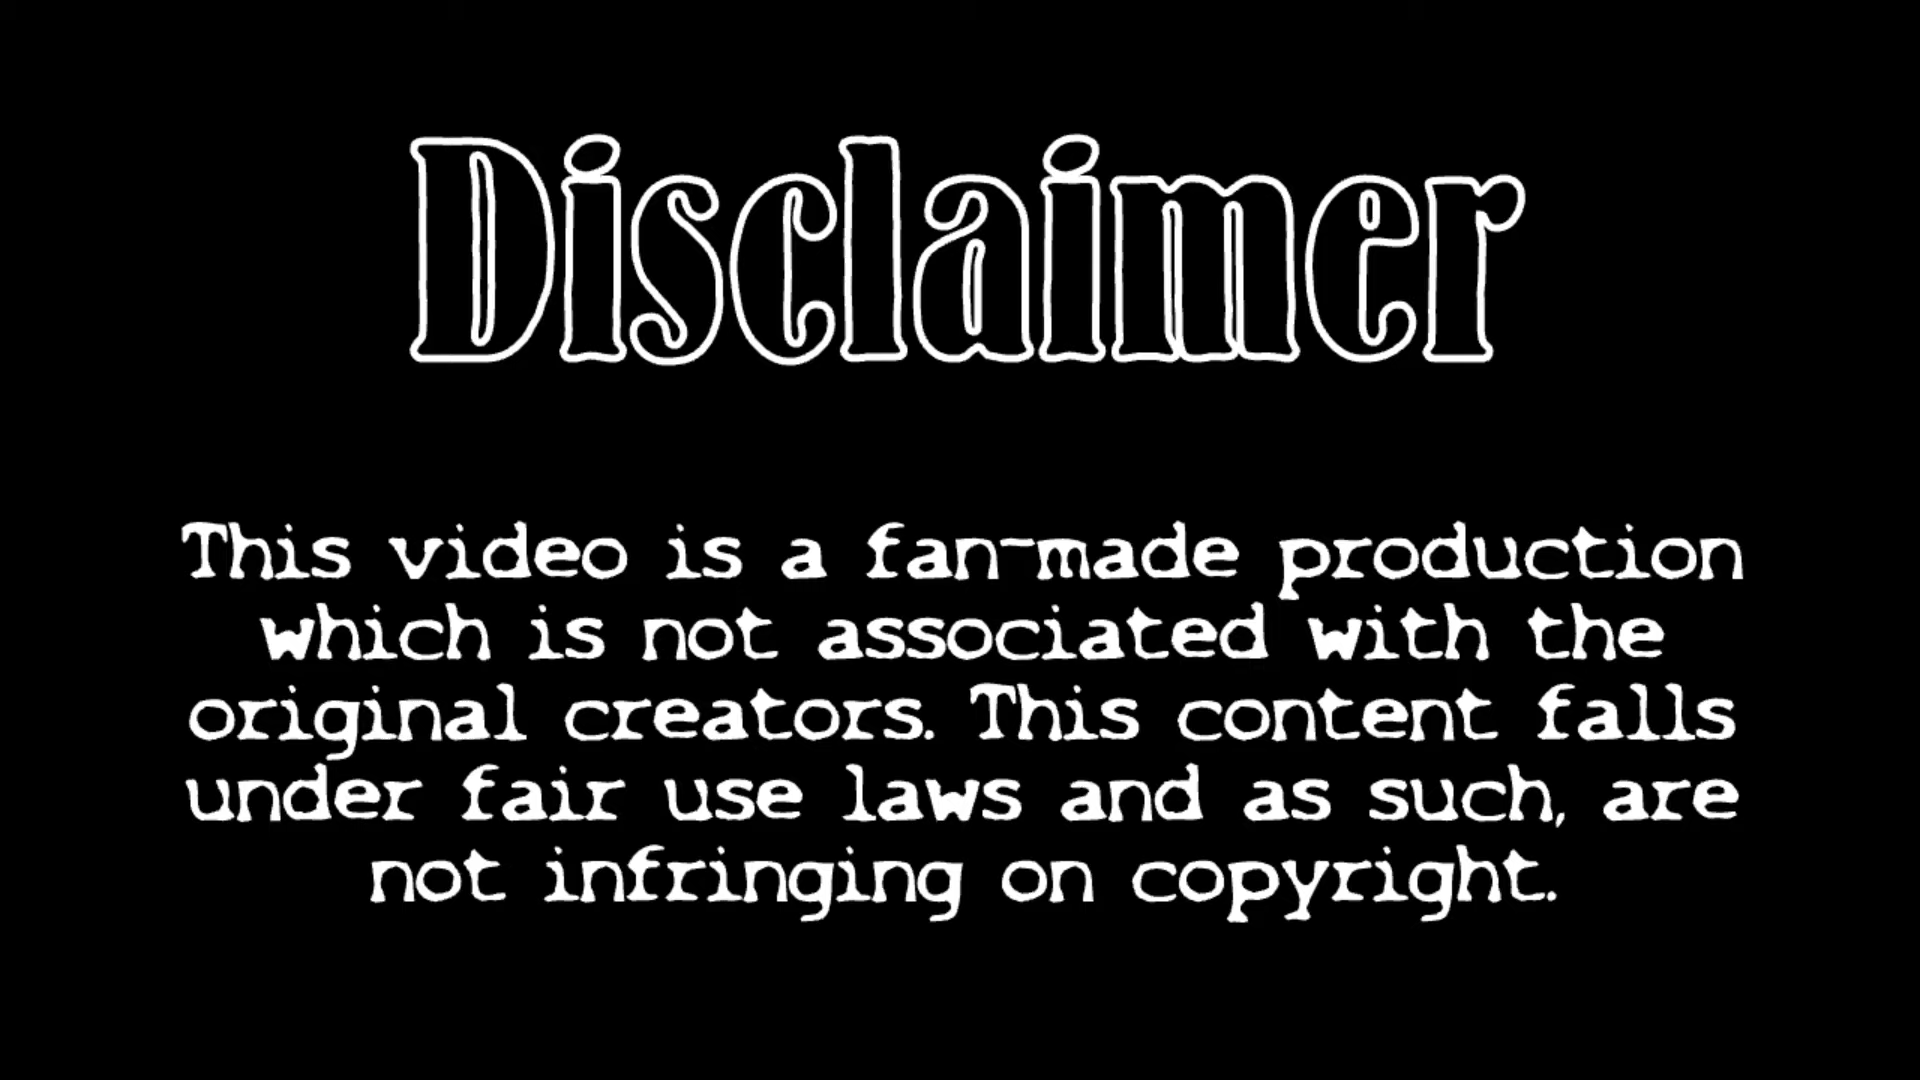 Disclaimer
This video is a fan-made production
which is not associated with the
original creators. This content falls
under fair use laws and as such, are
not infringing on copyright.